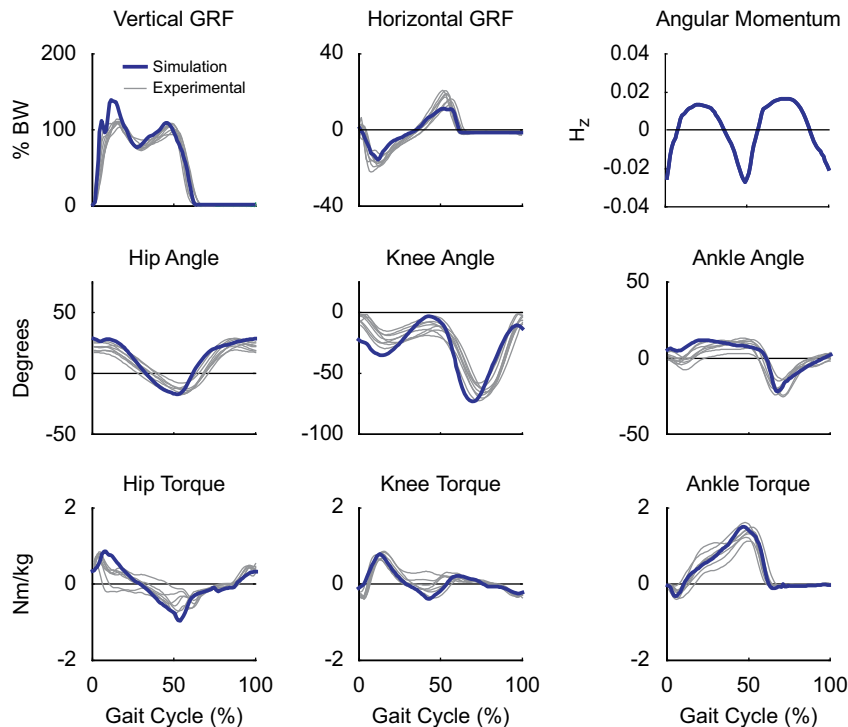 Vertical GRF
Horizontal GRF
Angular Momentum
200
100
0
% BW
Simulation
Experimental
40
0
-40
0.04
0.02
0
-0.02
-0.04
H_z
Hip Angle
Knee Angle
Ankle Angle
50
0
-50
Degrees
0
-50
-100
50
0
-50
Hip Torque
Knee Torque
Ankle Torque
2
0
-2
Nm/kg
2
0
-2
2
0
-2
0 50 100
0 50 100
0 50 100
Gait Cycle (%)
Gait Cycle (%)
Gait Cycle (%)